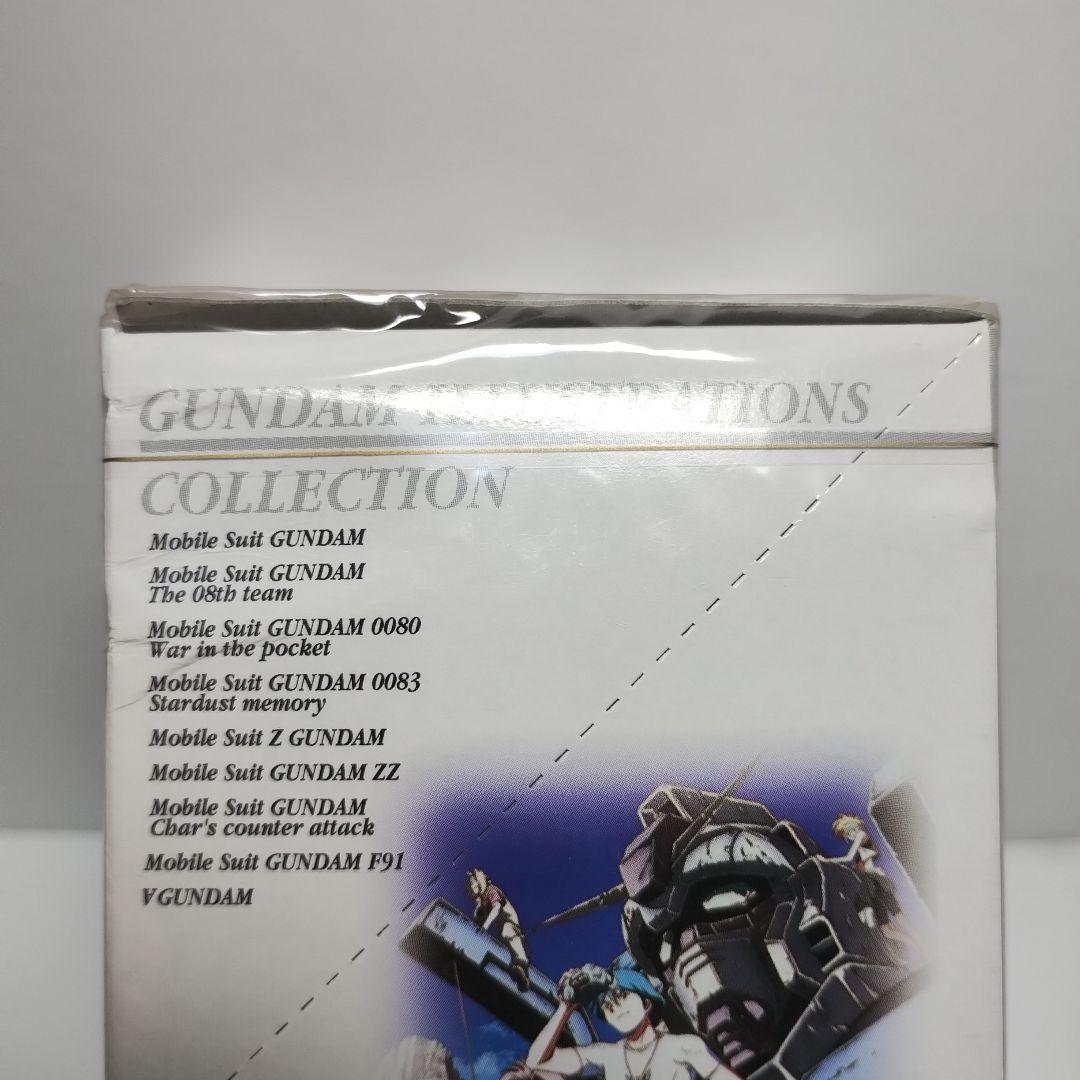 GUNDAM ILLUSTRATIONS
COLLECTION
Mobile Suit GUNDAM
Mobile Suit GUNDAM
The 08th team
Mobile Suit GUNDAM 0080
War in the pocket
Mobile Suit GUNDAM 0083
Stardust memory
Mobile Suit Z GUNDAM
Mobile Suit GUNDAM ZZ
Mobile Suit GUNDAM
Char's counter attack
Mobile Suit GUNDAM F91
∀GUNDAM